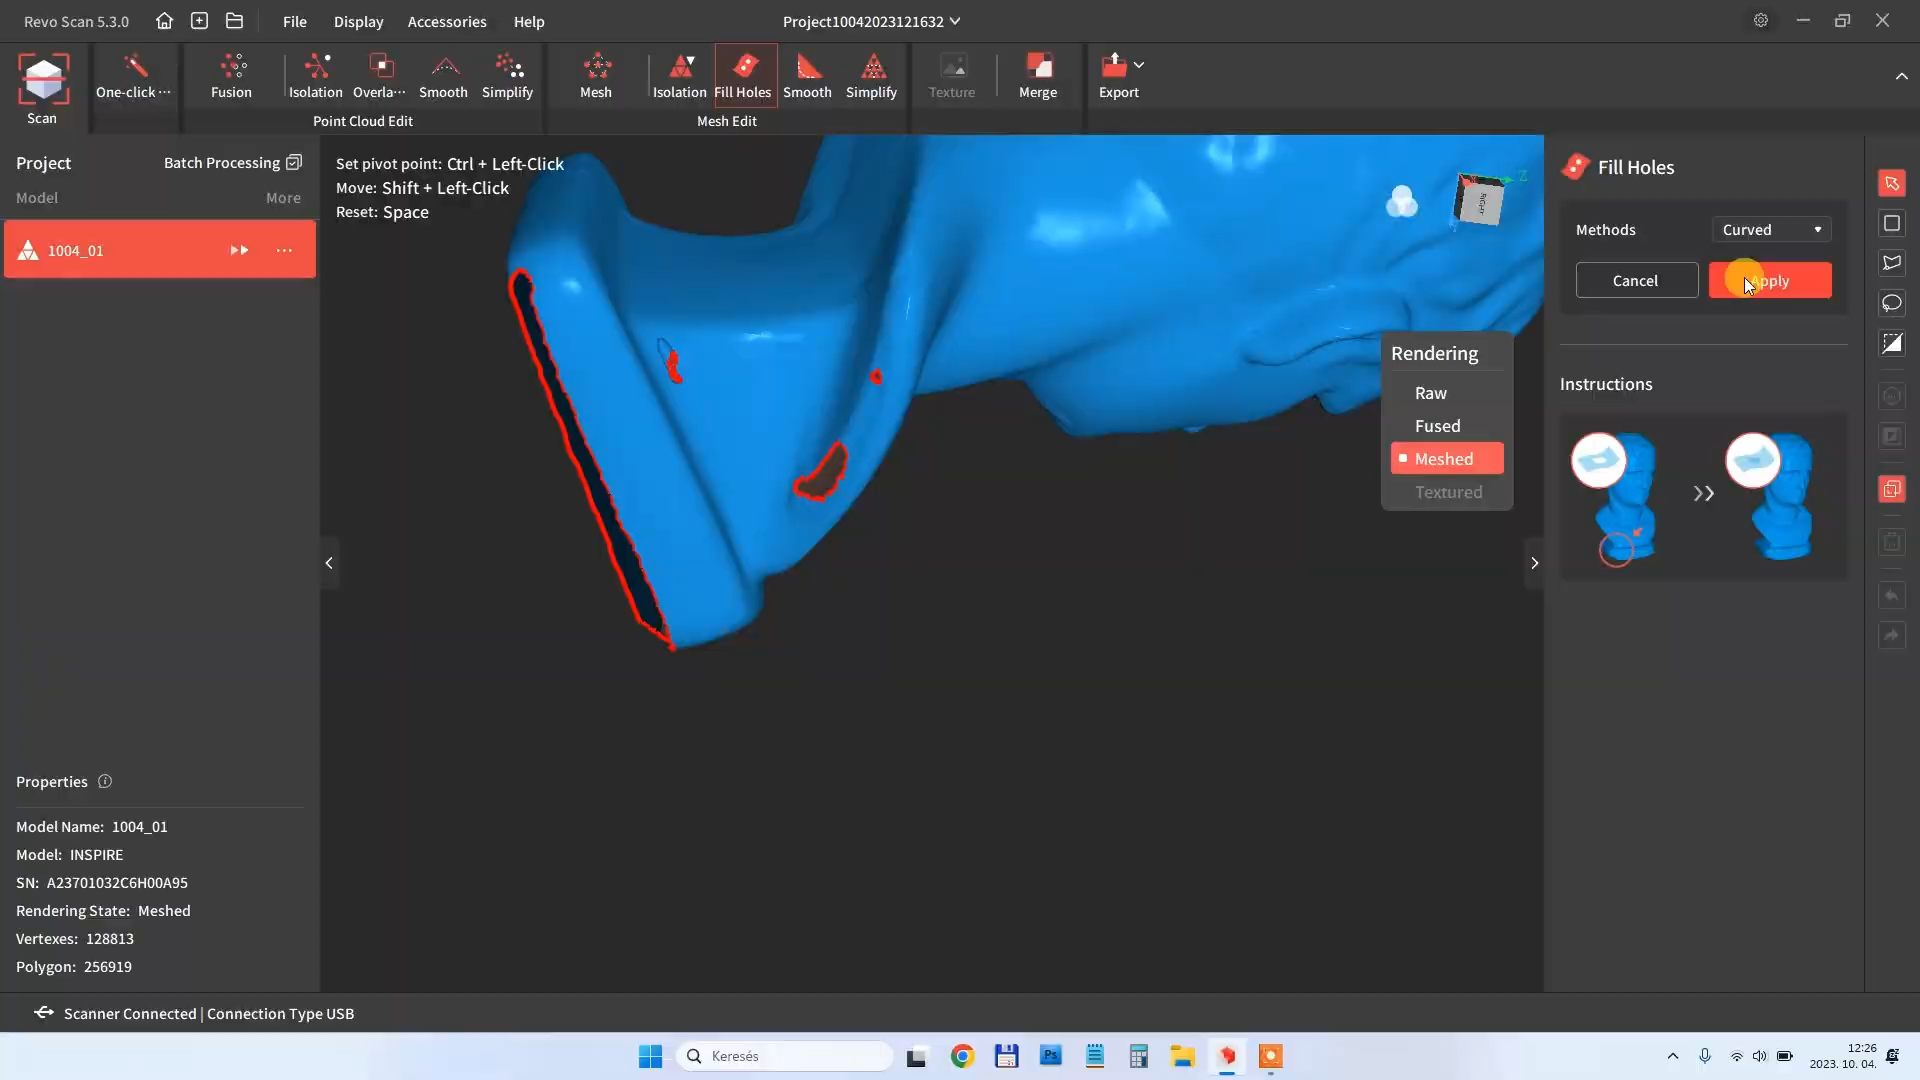 Revo Scan 5.3.0 File Display Accessories Help Project10042023121632
Scan One-click ··· Fusion Isolation Overla··· Smooth Simplify Mesh Isolation Fill Holes Smooth Simplify Texture Merge Export
Point Cloud Edit Mesh Edit
Project Batch Processing
Model More
1004_01 ···
Set pivot point: Ctrl + Left-Click
Move: Shift + Left-Click
Reset: Space
RIGHT Z
Rendering
Raw
Fused
Meshed
Textured
Fill Holes
Methods Curved
Cancel Apply
Instructions
Properties
Model Name: 1004_01
Model: INSPIRE
SN: A23701032C6H00A95
Rendering State: Meshed
Vertexes: 128813
Polygon: 256919
Scanner Connected | Connection Type USB
Keresés
Ps
12:26
2023. 10. 04.